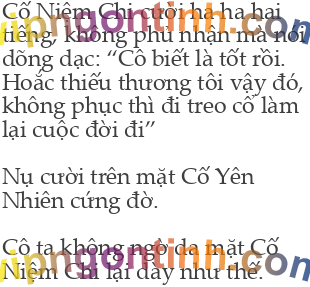 Cố Niệm Chi cười ha ha hai
tiếng, không phủ nhận mà nói
dõng dạc: “Cô biết là tốt rồi.
Hoắc thiếu thương tôi vậy đó,
không phục thì đi treo cổ làm
lại cuộc đời đi”
Nụ cười trên mặt Cố Yên
Nhiên cứng đờ.
Cô ta không ngờ da mặt Cố
Niệm Chi lại dày như thế.